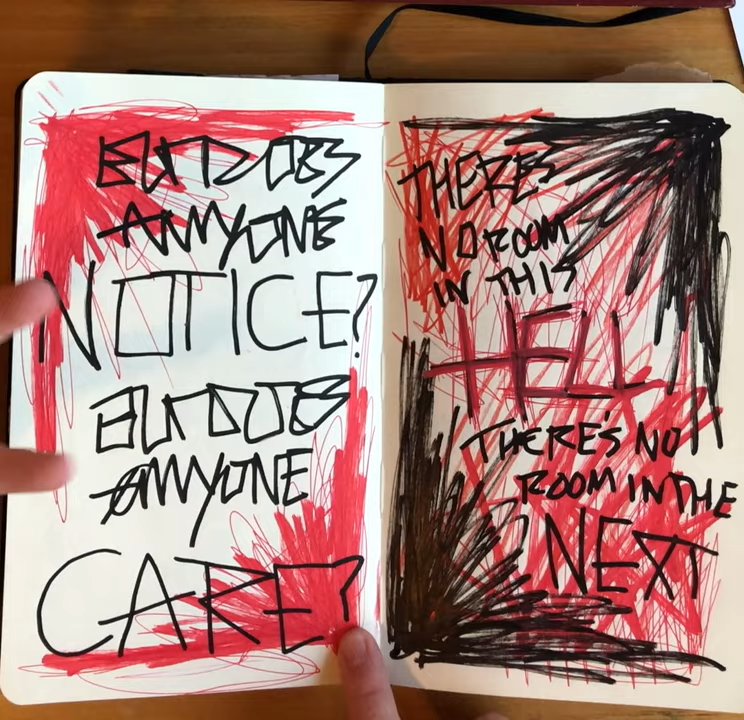 BUT DOES
ANYONE
NOTICE?
BUT DOES
ANYONE
CARE?
THERES
NO ROOM
IN THIS
HELL
THERE'S NO
ROOM IN THE
NEXT